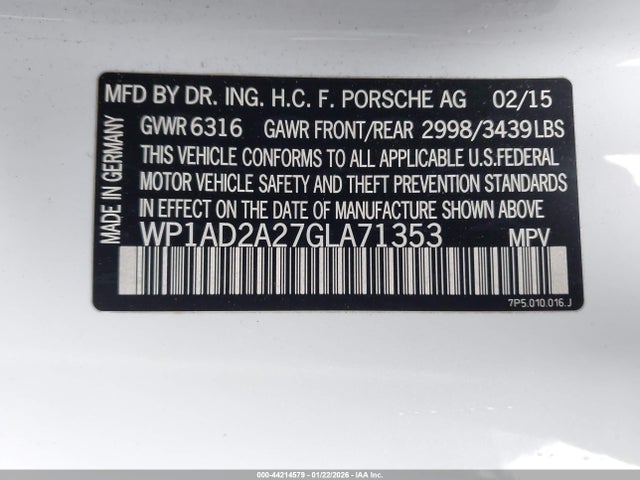 MFD BY DR. ING. H.C. F. PORSCHE AG 02/15
GVWR 6316 GAWR FRONT/REAR 2998/3439LBS
THIS VEHICLE CONFORMS TO ALL APPLICABLE U.S.FEDERAL
MOTOR VEHICLE SAFETY AND THEFT PREVENTION STANDARDS
IN EFFECT ON THE DATE OF MANUFACTURE SHOWN ABOVE
WP1AD2A27GLA71353 MPV
MADE IN GERMANY
7P5.010.016.J
000-44214579 - 01/22/2026 - IAA Inc.